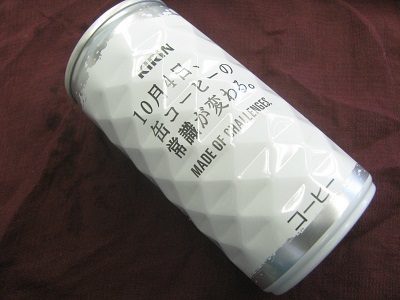 KIRIN
10月4日、
缶コーヒーの
常識が変わる。
MADE OF CHALLENGES.
コーヒー